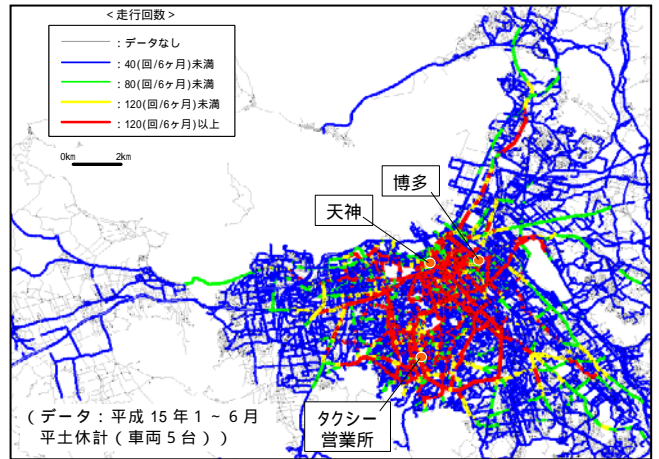 ＜走行回数＞
：データなし
：40(回/6ヶ月)未満
：80(回/6ヶ月)未満
：120(回/6ヶ月)未満
：120(回/6ヶ月)以上
0km 2km
博多
天神
タクシー
営業所
（データ：平成15年1～6月
平土休計（車両5台））